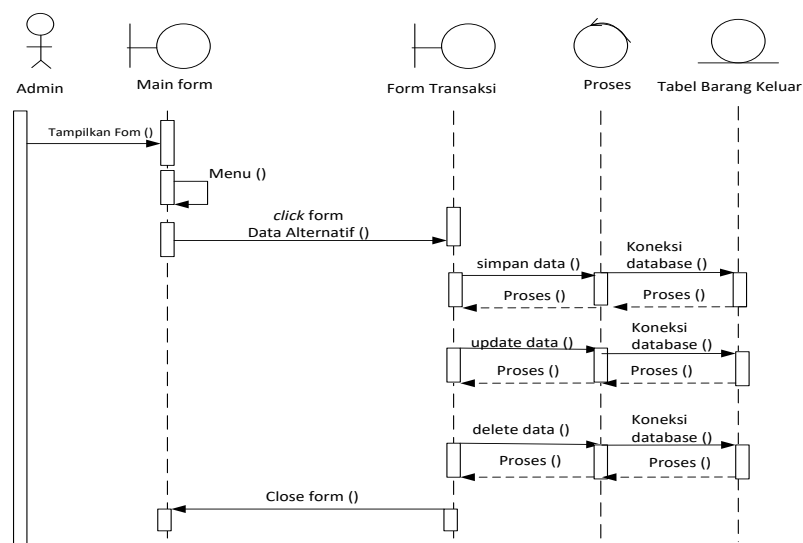 Admin
Main form
Form Transaksi
Proses
Tabel Barang Keluar
Tampilkan Fom ()
Menu ()
click form
Data Alternatif ()
simpan data ()
Koneksi
database ()
Proses ()
Proses ()
update data ()
Koneksi
database ()
Proses ()
Proses ()
delete data ()
Koneksi
database ()
Proses ()
Proses ()
Close form ()